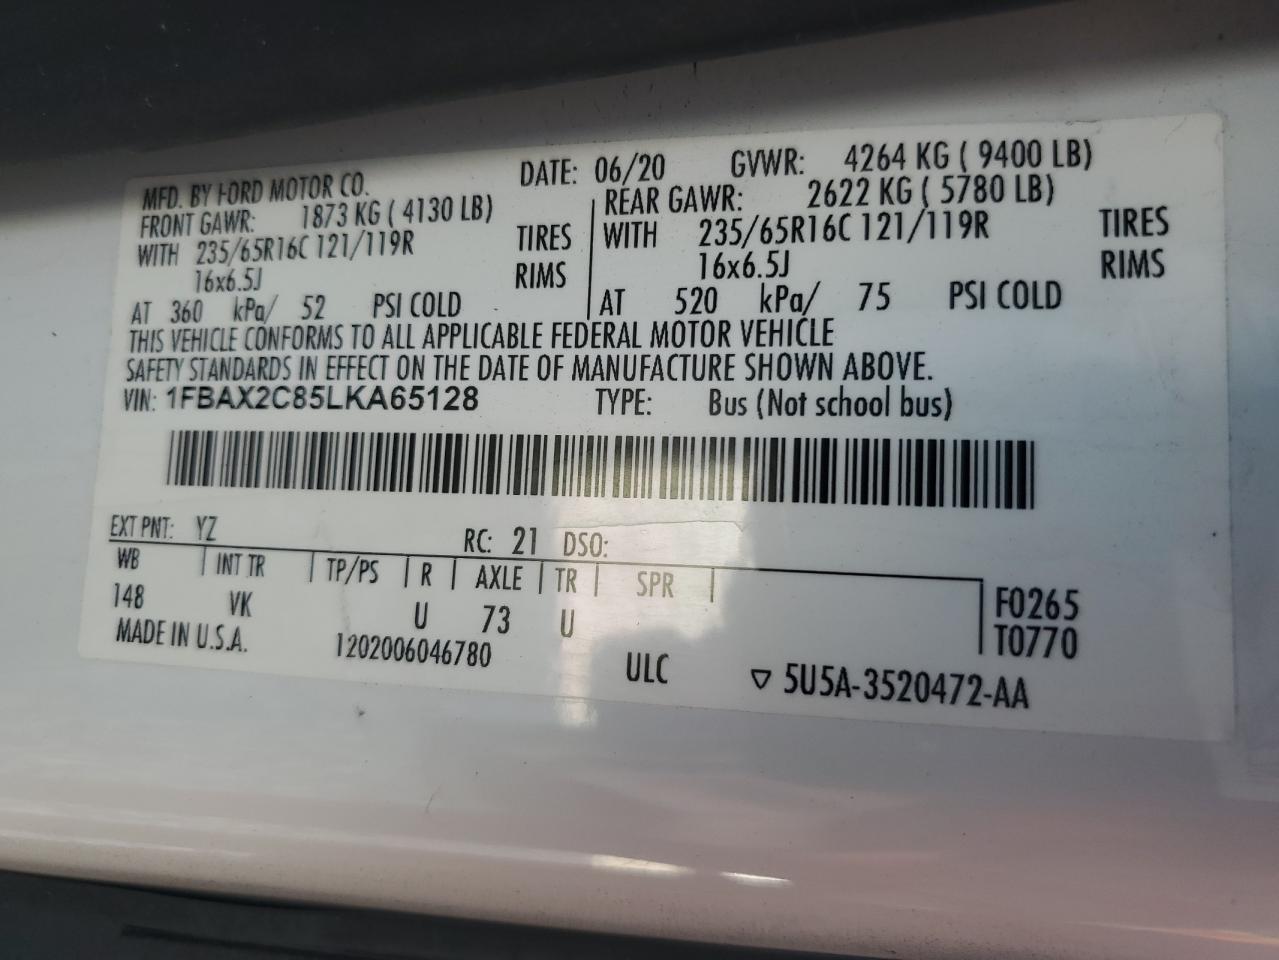 MFD. BY FORD MOTOR CO. DATE: 06/20 GVWR: 4264 KG ( 9400 LB)
FRONT GAWR: 1873 KG ( 4130 LB) REAR GAWR: 2622 KG ( 5780 LB)
WITH 235/65R16C 121/119R TIRES WITH 235/65R16C 121/119R TIRES
16x6.5J RIMS 16x6.5J RIMS
AT 360 kPa/ 52 PSI COLD AT 520 kPa/ 75 PSI COLD
THIS VEHICLE CONFORMS TO ALL APPLICABLE FEDERAL MOTOR VEHICLE
SAFETY STANDARDS IN EFFECT ON THE DATE OF MANUFACTURE SHOWN ABOVE.
VIN: 1FBAX2C85LKA65128 TYPE: Bus (Not school bus)
EXT PNT: YZ RC: 21 DSO:
WB INT TR TP/PS R AXLE TR SPR F0265
148 VK U 73 U T0770
MADE IN U.S.A. 1202006046780 ULC ▽ 5U5A-3520472-AA